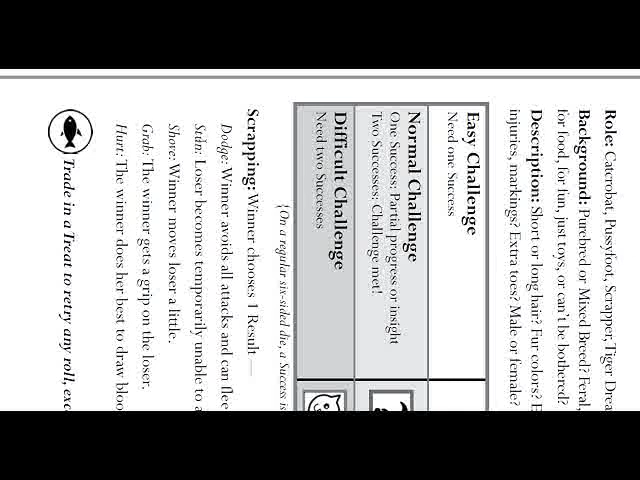 Role: Catcrobat, Pussyfoot, Scrapper, Tiger
Background: Purebred or Mixed Breed? Feral,
for food, for fun, just toys, or can't be bothered?
Description: Short or long hair? Fur colors?
injuries, markings? Extra toes? Male or female?
Easy Challenge
Need one Success
Normal Challenge
One Success: Partial progress or insight
Two Successes: Challenge met!
Difficult Challenge
Need two Successes
{On a regular six-sided die, a Success is
Scrapping: Winner chooses 1 Result —
Dodge: Winner avoids all attacks and can flee
Stun: Loser becomes temporarily unable to
Shove: Winner moves loser a little.
Grab: The winner gets a grip on the loser.
Hurt: The winner does her best to draw
Trade in a Treat to retry any roll,